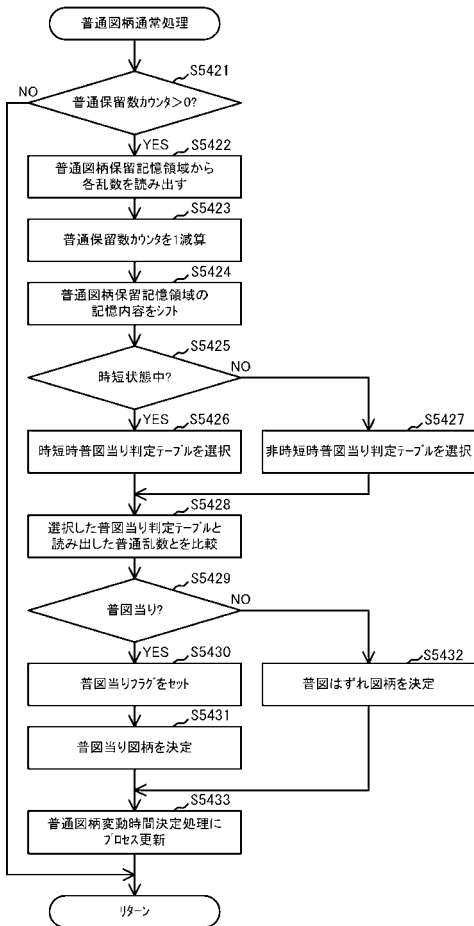 普通図柄通常処理
S5421
NO
普通保留数カウンタ>0?
YES
S5422
普通図柄保留記憶領域から
各乱数を読み出す
S5423
普通保留数カウンタを1減算
S5424
普通図柄保留記憶領域の
記憶内容をシフト
S5425
時短状態中?
NO
YES
S5426
時短時普図当り判定テーブルを選択
S5427
非時短時普図当り判定テーブルを選択
S5428
選択した普図当り判定テーブルと
読み出した普通乱数とを比較
S5429
普図当り?
NO
YES
S5430
普図当りフラグをセット
S5432
普図はずれ図柄を決定
S5431
普図当り図柄を決定
S5433
普通図柄変動時間決定処理に
プロセス更新
リターン